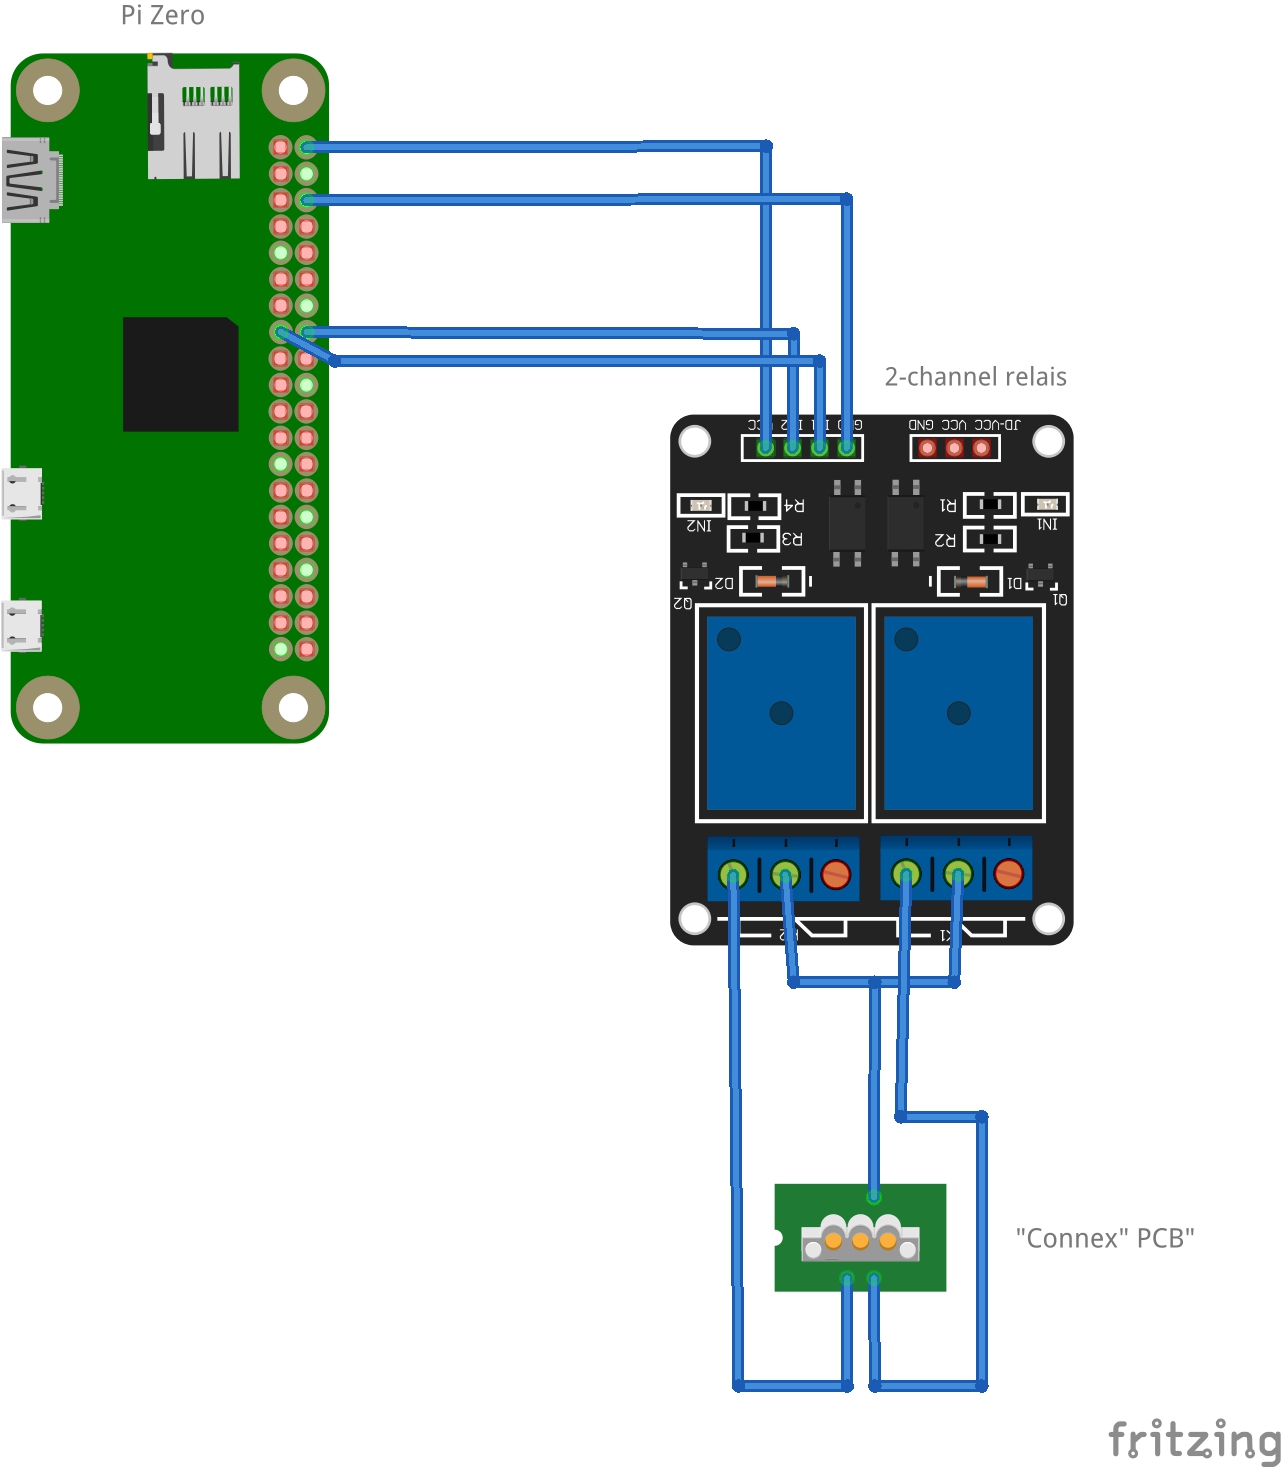 Pi Zero
2-channel relais
VCC IN2 IN1 GND
GND VCC JD-VCC
IN2
R4
R3
R1
R2
IN1
D2
D1
Q2
Q1
K2
K1
"Connex" PCB"
fritzing